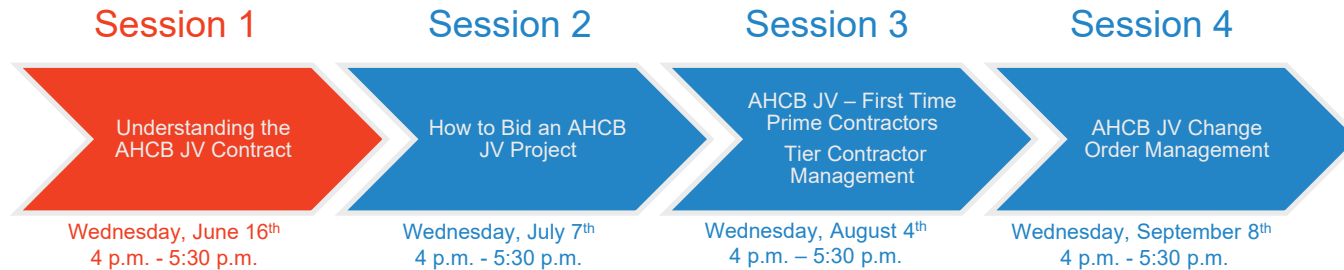 Session 1
Understanding the
AHCB JV Contract
Wednesday, June 16th
4 p.m. - 5:30 p.m.
Session 2
How to Bid an AHCB
JV Project
Wednesday, July 7th
4 p.m. - 5:30 p.m.
Session 3
AHCB JV – First Time
Prime Contractors
Tier Contractor
Management
Wednesday, August 4th
4 p.m. – 5:30 p.m.
Session 4
AHCB JV Change
Order Management
Wednesday, September 8th
4 p.m. - 5:30 p.m.